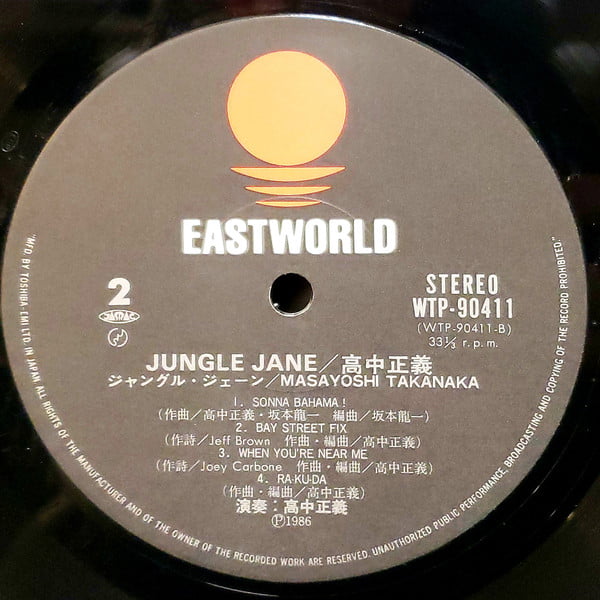 EASTWORLD
2
JASRAC
STEREO
WTP-90411
(WTP-90411-B)
33⅓ r.p.m.
JUNGLE JANE/高中正義
ジャングル・ジェーン/MASAYOSHI TAKANAKA
1. SONNA BAHAMA!
(作曲/高中正義・坂本龍一 編曲/坂本龍一)
2. BAY STREET FIX
(作詩/Jeff Brown 作曲・編曲/高中正義)
3. WHEN YOU'RE NEAR ME
(作詩/Joey Carbone 作曲・編曲/高中正義)
4. RA·KU·DA
(作曲・編曲/高中正義)
演奏:高中正義
Ⓟ1986
"MFD BY TOSHIBA-EMI LTD. IN JAPAN ALL RIGHTS OF THE MANUFACTURER AND OF THE OWNER OF THE RECORDED WORK ARE RESERVED. UNAUTHORIZED PUBLIC PERFORMANCE, BROADCASTING AND COPYING OF THE RECORD PROHIBITED."